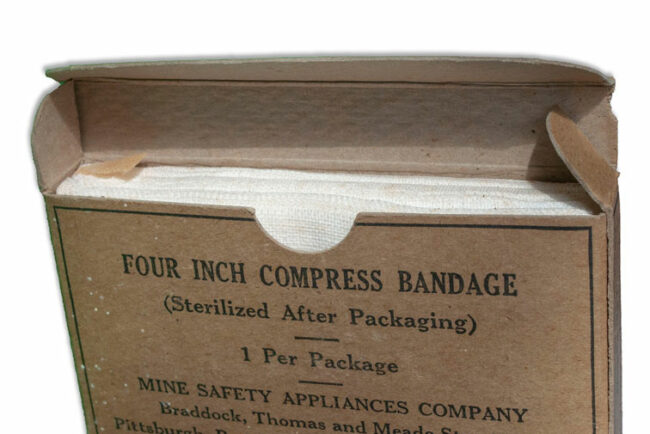 FOUR INCH COMPRESS BANDAGE
(Sterilized After Packaging)
1 Per Package
MINE SAFETY APPLIANCES COMPANY
Braddock, Thomas and Meade
Pittsburgh,